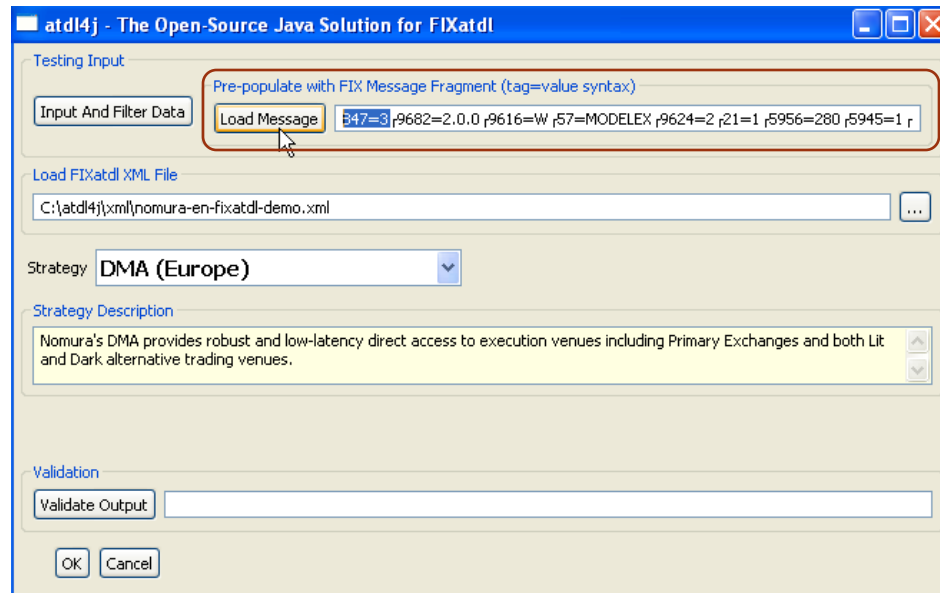 atdl4j - The Open-Source Java Solution for FIXatdl
Testing Input
Pre-populate with FIX Message Fragment (tag=value syntax)
Input And Filter Data
Load Message
847=3 ┌9682=2.0.0 ┌9616=W ┌57=MODELEX ┌9624=2 ┌21=1 ┌5956=280 ┌5945=1 ┌
Load FIXatdl XML File
C:\atdl4j\xml\nomura-en-fixatdl-demo.xml
...
Strategy DMA (Europe)
Strategy Description
Nomura's DMA provides robust and low-latency direct access to execution venues including Primary Exchanges and both Lit
and Dark alternative trading venues.
Validation
Validate Output
OK Cancel